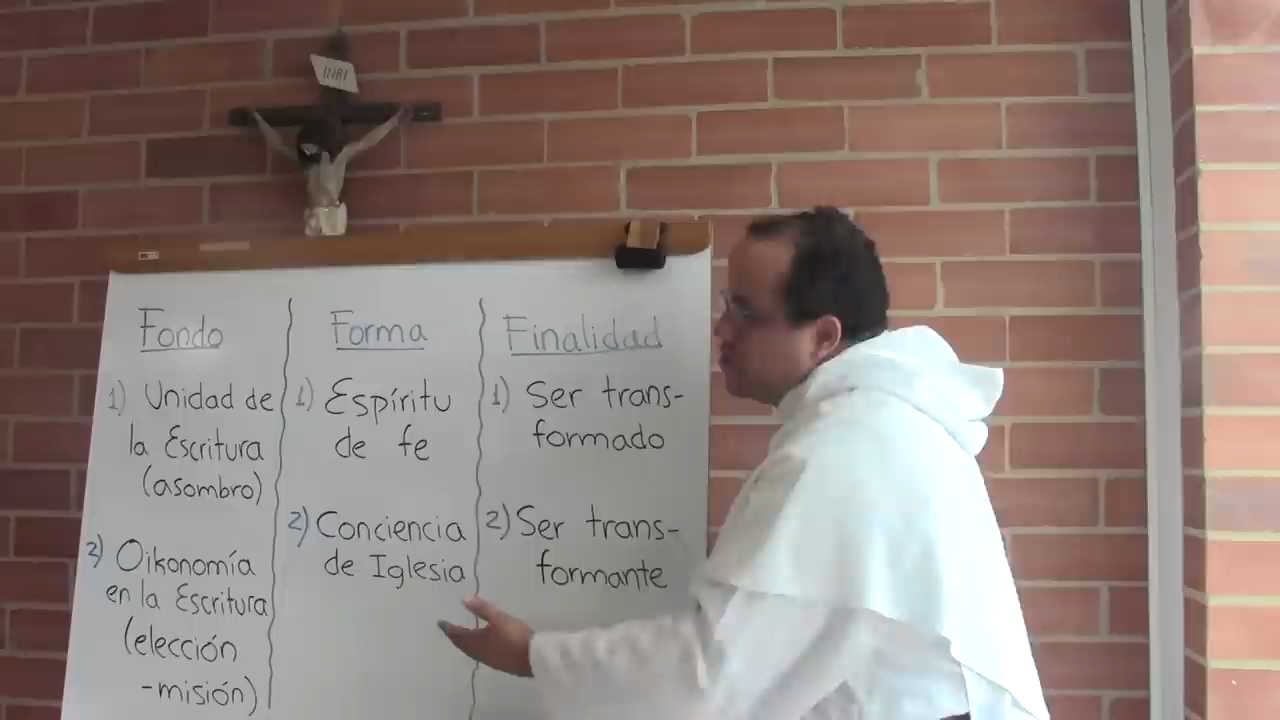 INRI
Fondo
1) Unidad de
la Escritura
(asombro)
2) Oikonomía
en la Escritura
(elección
-misión)
Forma
1) Espíritu
de fe
2) Conciencia
de Iglesia
Finalidad
1) Ser trans-
formado
2) Ser trans-
formante